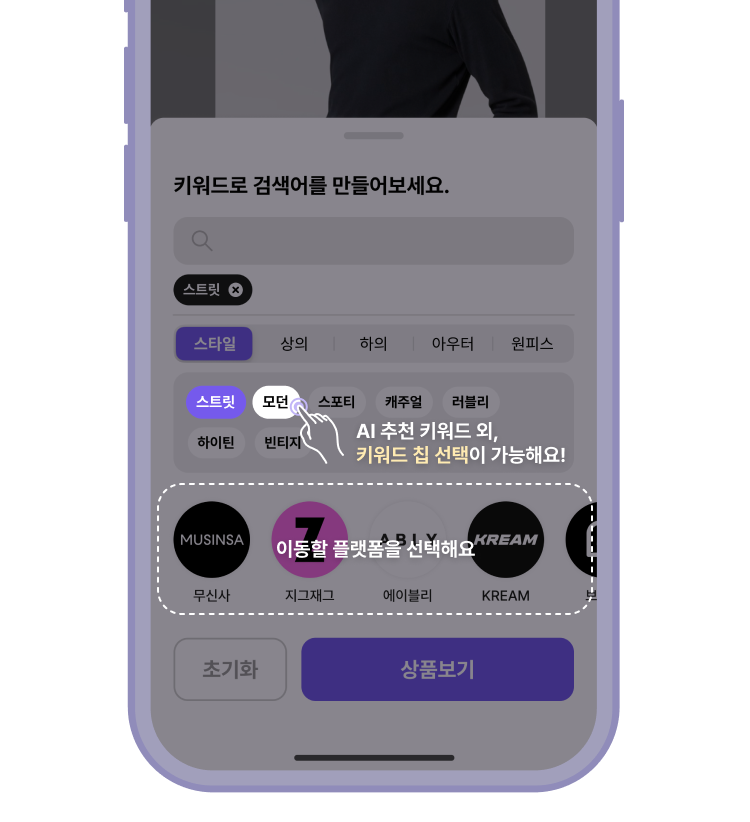 키워드로 검색어를 만들어보세요.
스트릿
스타일 상의 하의 아우터 원피스
스트릿 모던 스포티 캐주얼 러블리
하이틴 빈티지
AI 추천 키워드 외,
키워드 칩 선택이 가능해요!
MUSINSA Z ABLY KREAM
이동할 플랫폼을 선택해요
무신사 지그재그 에이블리 KREAM
초기화 상품보기